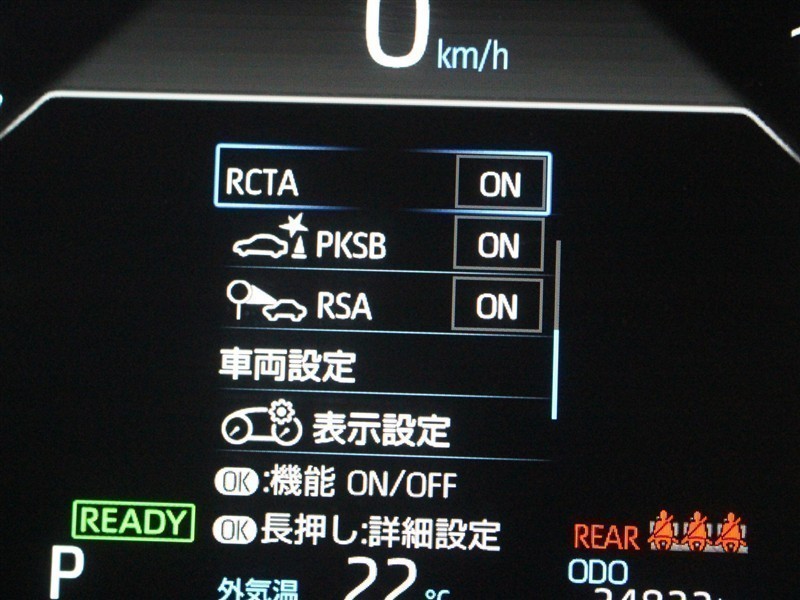 0 km/h
RCTA ON
PKSB ON
RSA ON
車両設定
表示設定
OK:機能 ON/OFF
OK長押し:詳細設定
READY
REAR
P
外気温 22℃
ODO